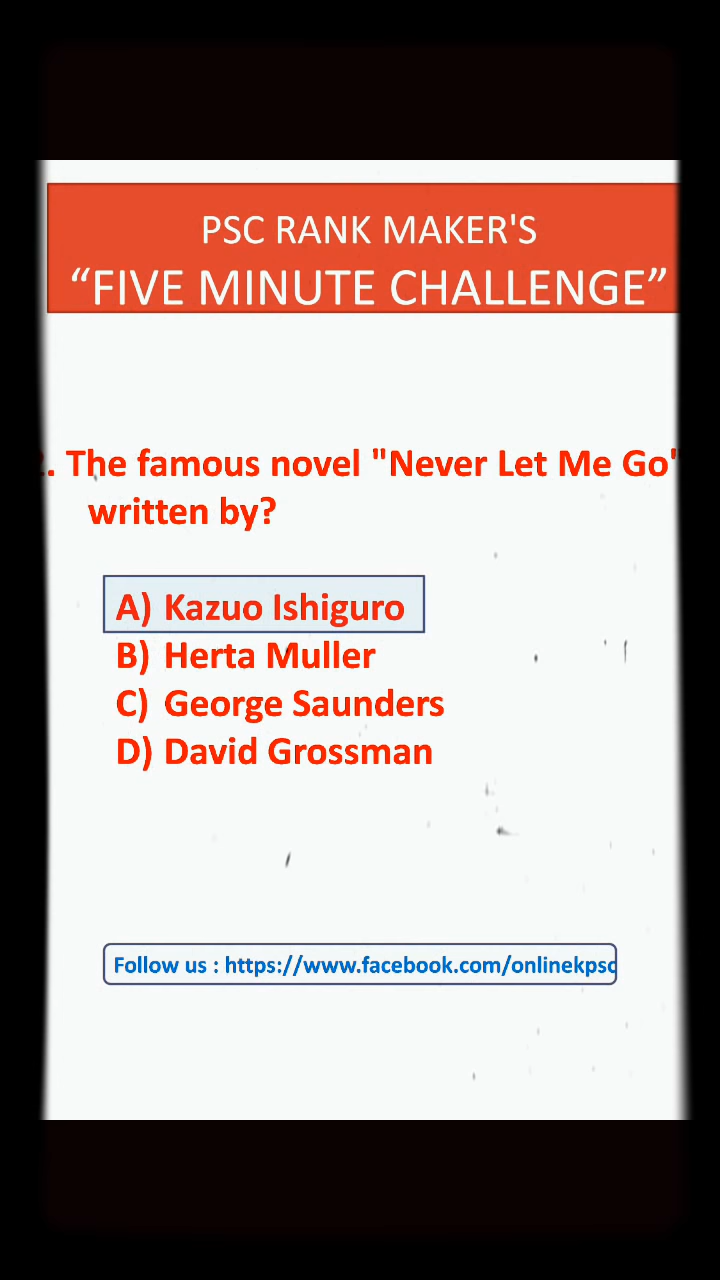 PSC RANK MAKER'S
“FIVE MINUTE CHALLENGE”
2. The famous novel "Never Let Me Go"
written by?
A) Kazuo Ishiguro
B) Herta Muller
C) George Saunders
D) David Grossman
Follow us : https://www.facebook.com/onlinekpsc